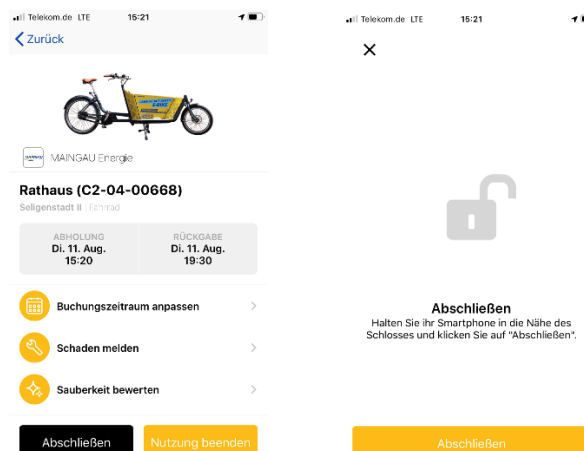 Telekom.de LTE 15:21
Zurück
MAINGAU Energie
Rathaus (C2-04-00668)
Seligenstadt II | Fahrrad
ABHOLUNG
Di. 11. Aug.
15:20
RÜCKGABE
Di. 11. Aug.
19:30
Buchungszeitraum anpassen
Schaden melden
Sauberkeit bewerten
Abschließen
Nutzung beenden
Telekom.de LTE 15:21
Abschließen
Halten Sie ihr Smartphone in die Nähe des
Schlosses und klicken Sie auf "Abschließen".
Abschließen